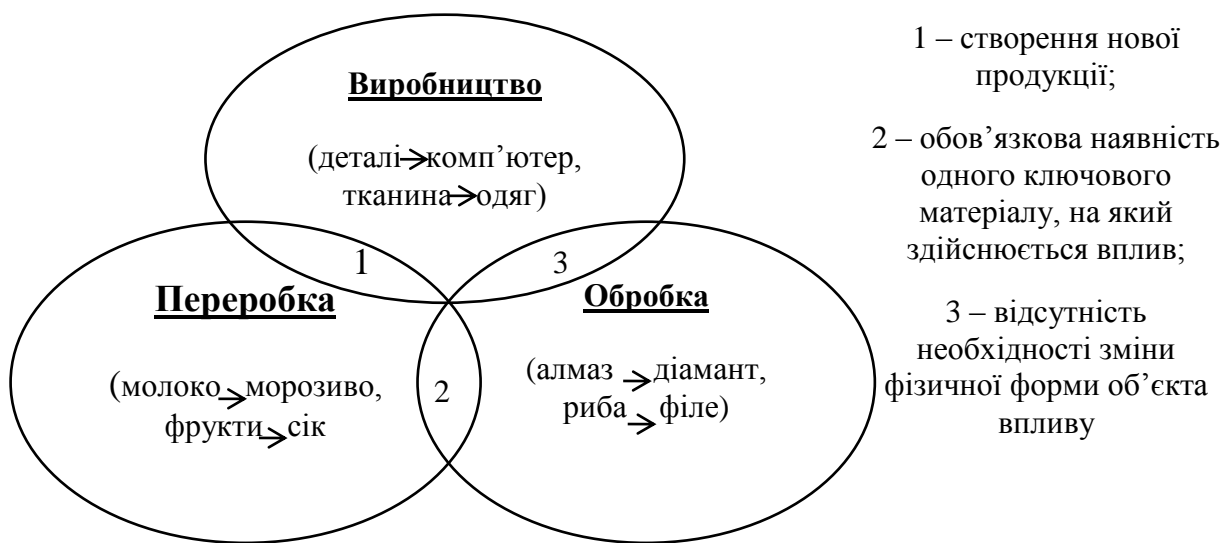 Виробництво
(деталі→комп’ютер,
тканина→одяг)
1
3
Переробка
(молоко→морозиво,
фрукти→сік
2
Обробка
(алмаз →діамант,
риба→ філе)
1 – створення нової
продукції;
2 – обов’язкова наявність
одного ключового
матеріалу, на який
здійснюється вплив;
3 – відсутність
необхідності зміни
фізичної форми об’єкта
впливу